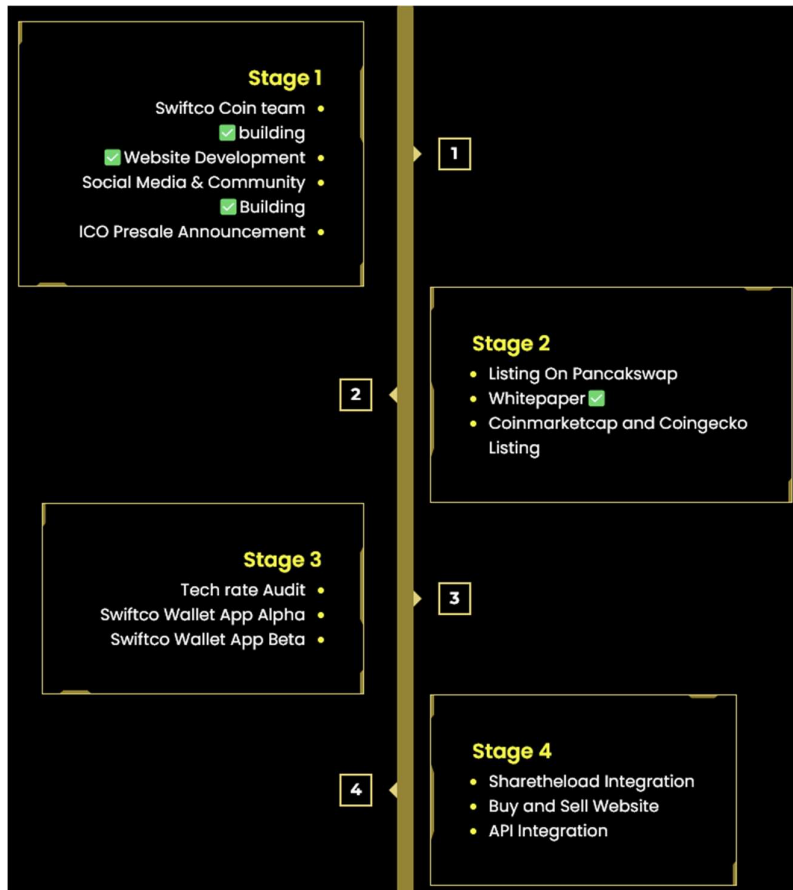 Stage 1
Swiftco Coin team •
✅ building
✅ Website Development •
Social Media & Community •
✅ Building
ICO Presale Announcement •
1
Stage 2
• Listing On Pancakswap
• Whitepaper ✅
• Coinmarketcap and Coingecko
Listing
2
Stage 3
Tech rate Audit •
Swiftco Wallet App Alpha •
Swiftco Wallet App Beta •
3
Stage 4
• Sharetheload Integration
• Buy and Sell Website
• API Integration
4